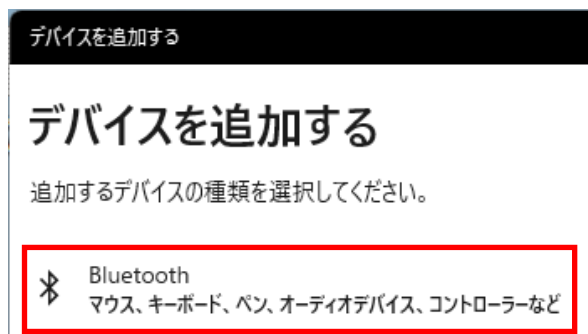 デバイスを追加する
デバイスを追加する
追加するデバイスの種類を選択してください。
Bluetooth
マウス、キーボード、ペン、オーディオデバイス、コントローラーなど